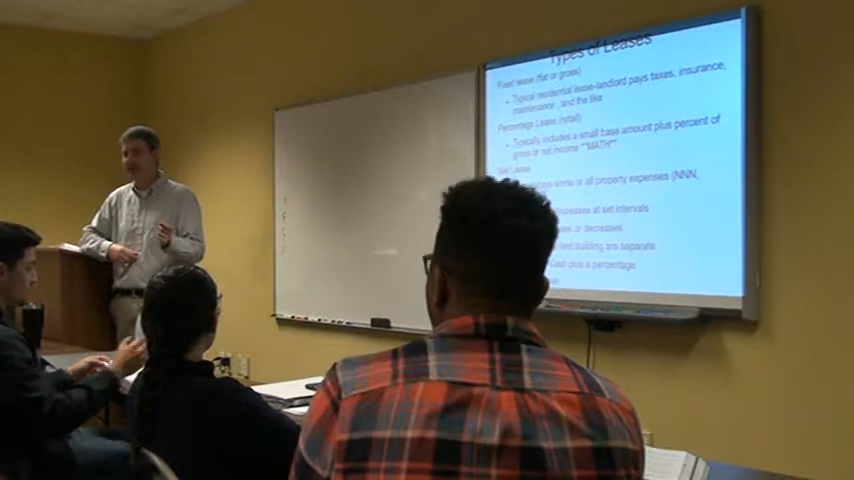 Types of Leases
Fixed lease (flat or gross)
• Typical residential lease-landlord pays taxes, insurance,
maintenance , and the like
Percentage Lease (retail)
• Typically includes a small base amount plus percent of
gross or net income **MATH**
Net Lease
pays some or all property expenses (NNN,
increases at set intervals
or decreases
and building are separate
Cash plus a percentage